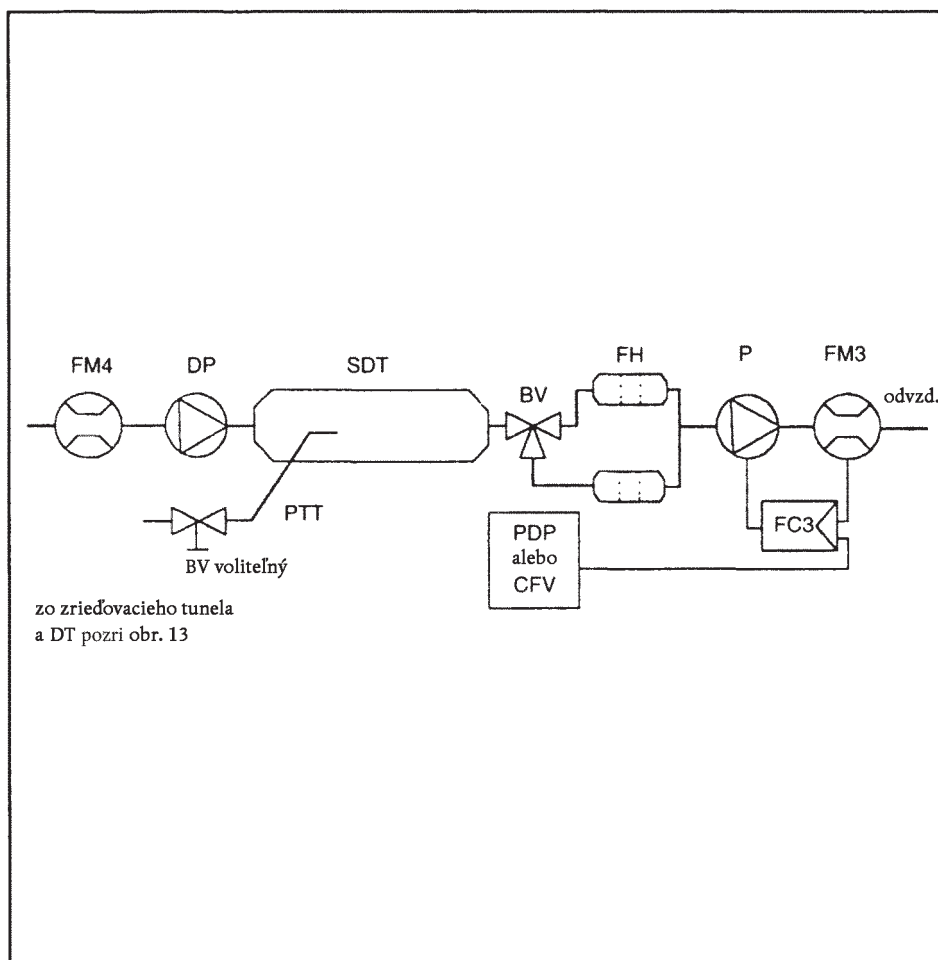 FM4
DP
SDT
BV
FH
P
FM3
odvzd.
PTT
BV voliteľný
FC3
PDP
alebo
CFV
zo zrieďovacieho tunela
a DT pozri obr. 13